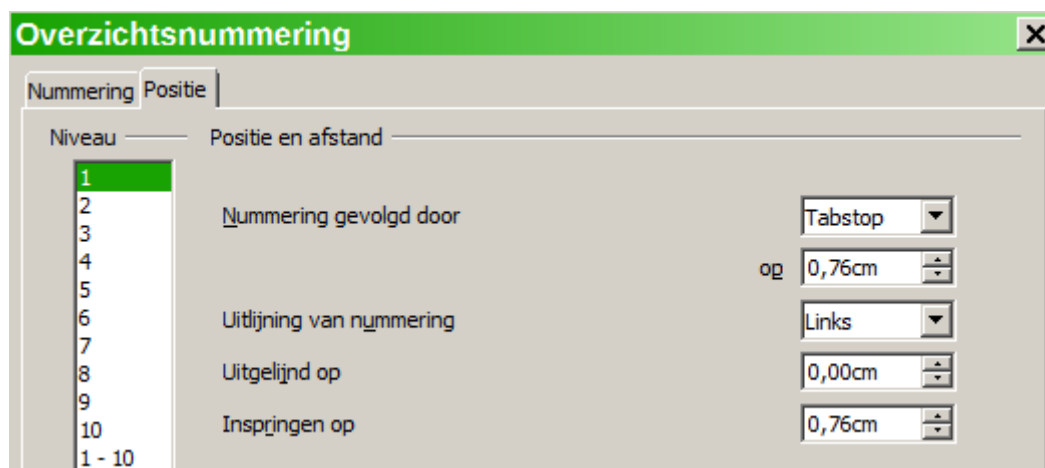 Overzichtsnummering
Nummering Positie
Niveau Positie en afstand
1
2
3
4
5
6
7
8
9
10
1 - 10
Nummering gevolgd door Tabstop
op 0,76cm
Uitlijning van nummering Links
Uitgelijnd op 0,00cm
Inspringen op 0,76cm